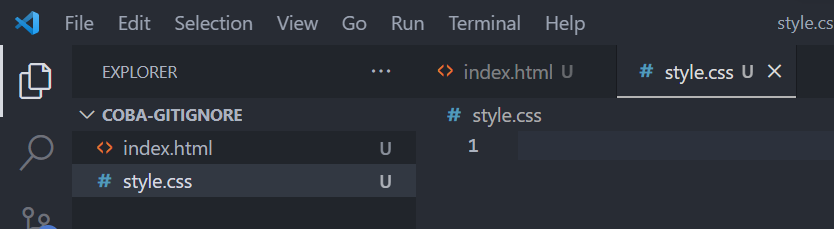 File Edit Selection View Go Run Terminal Help style.cs
EXPLORER ··· <> index.html U # style.css U ×
COBA-GITIGNORE
# style.css
<> index.html U
1
# style.css U